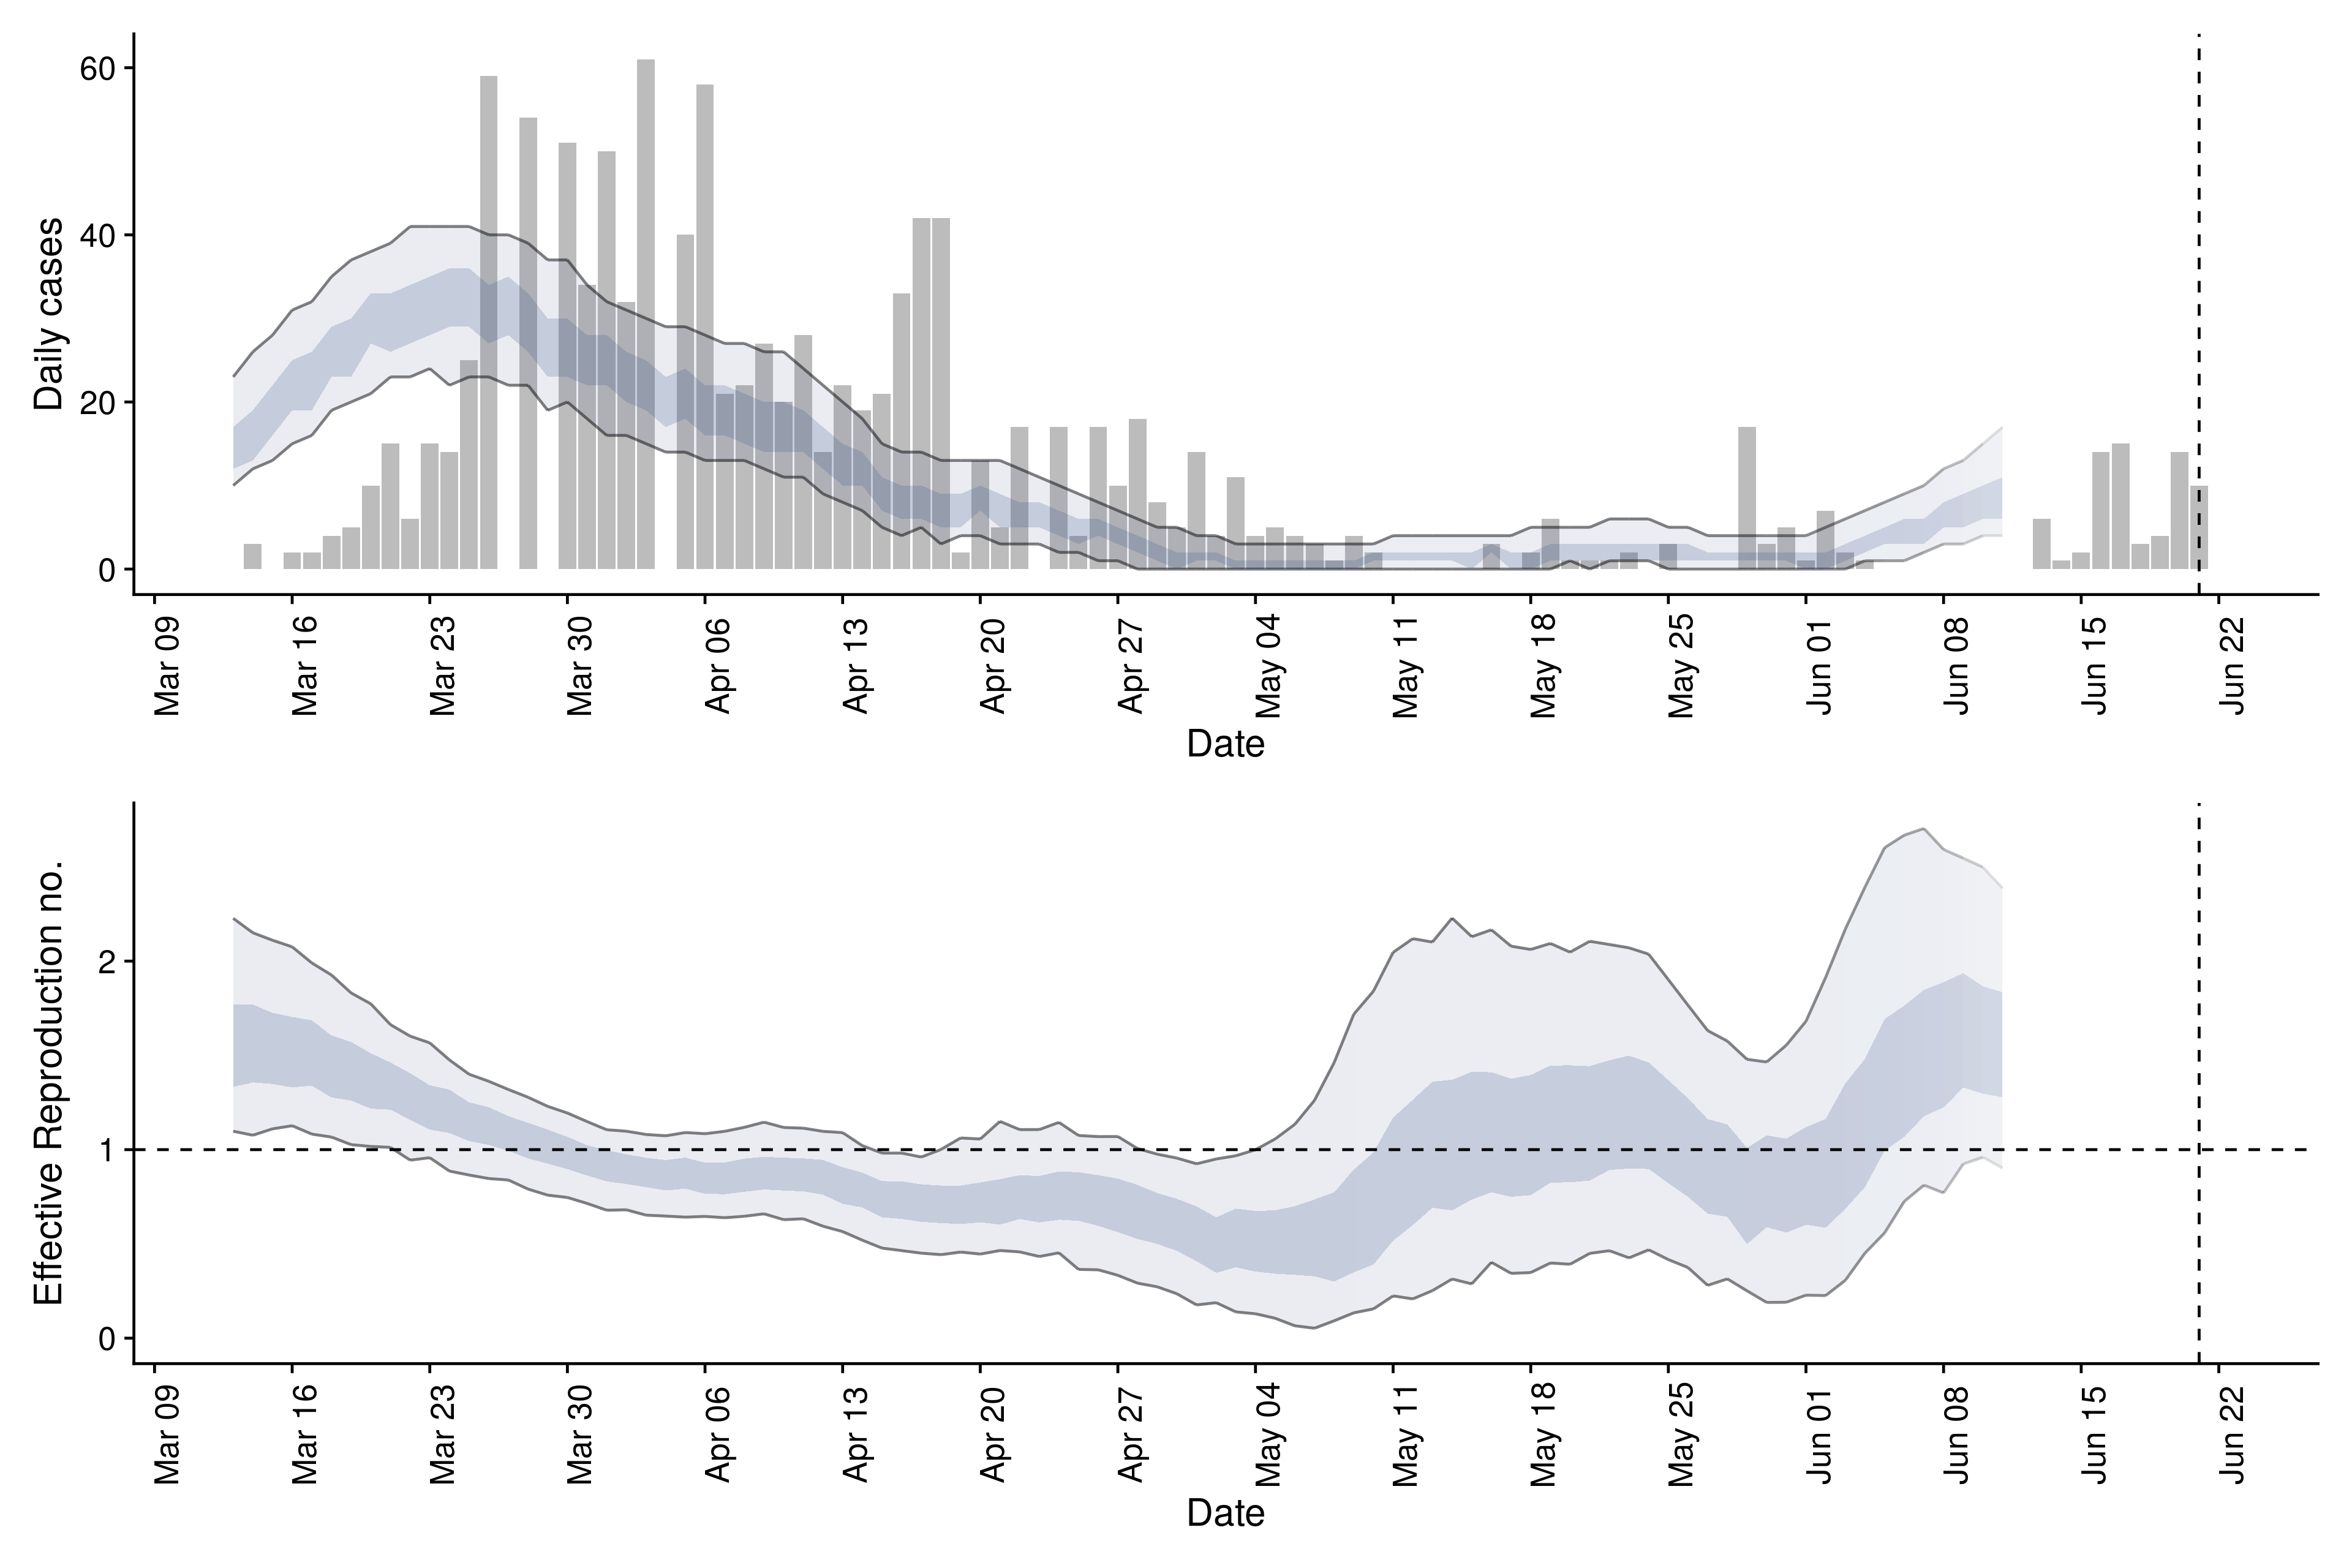 Daily cases
60
40
20
0
Mar 09
Mar 16
Mar 23
Mar 30
Apr 06
Apr 13
Apr 20
Apr 27
May 04
May 11
May 18
May 25
Jun 01
Jun 08
Jun 15
Jun 22
Date
Effective Reproduction no.
2
1
0
Mar 09
Mar 16
Mar 23
Mar 30
Apr 06
Apr 13
Apr 20
Apr 27
May 04
May 11
May 18
May 25
Jun 01
Jun 08
Jun 15
Jun 22
Date